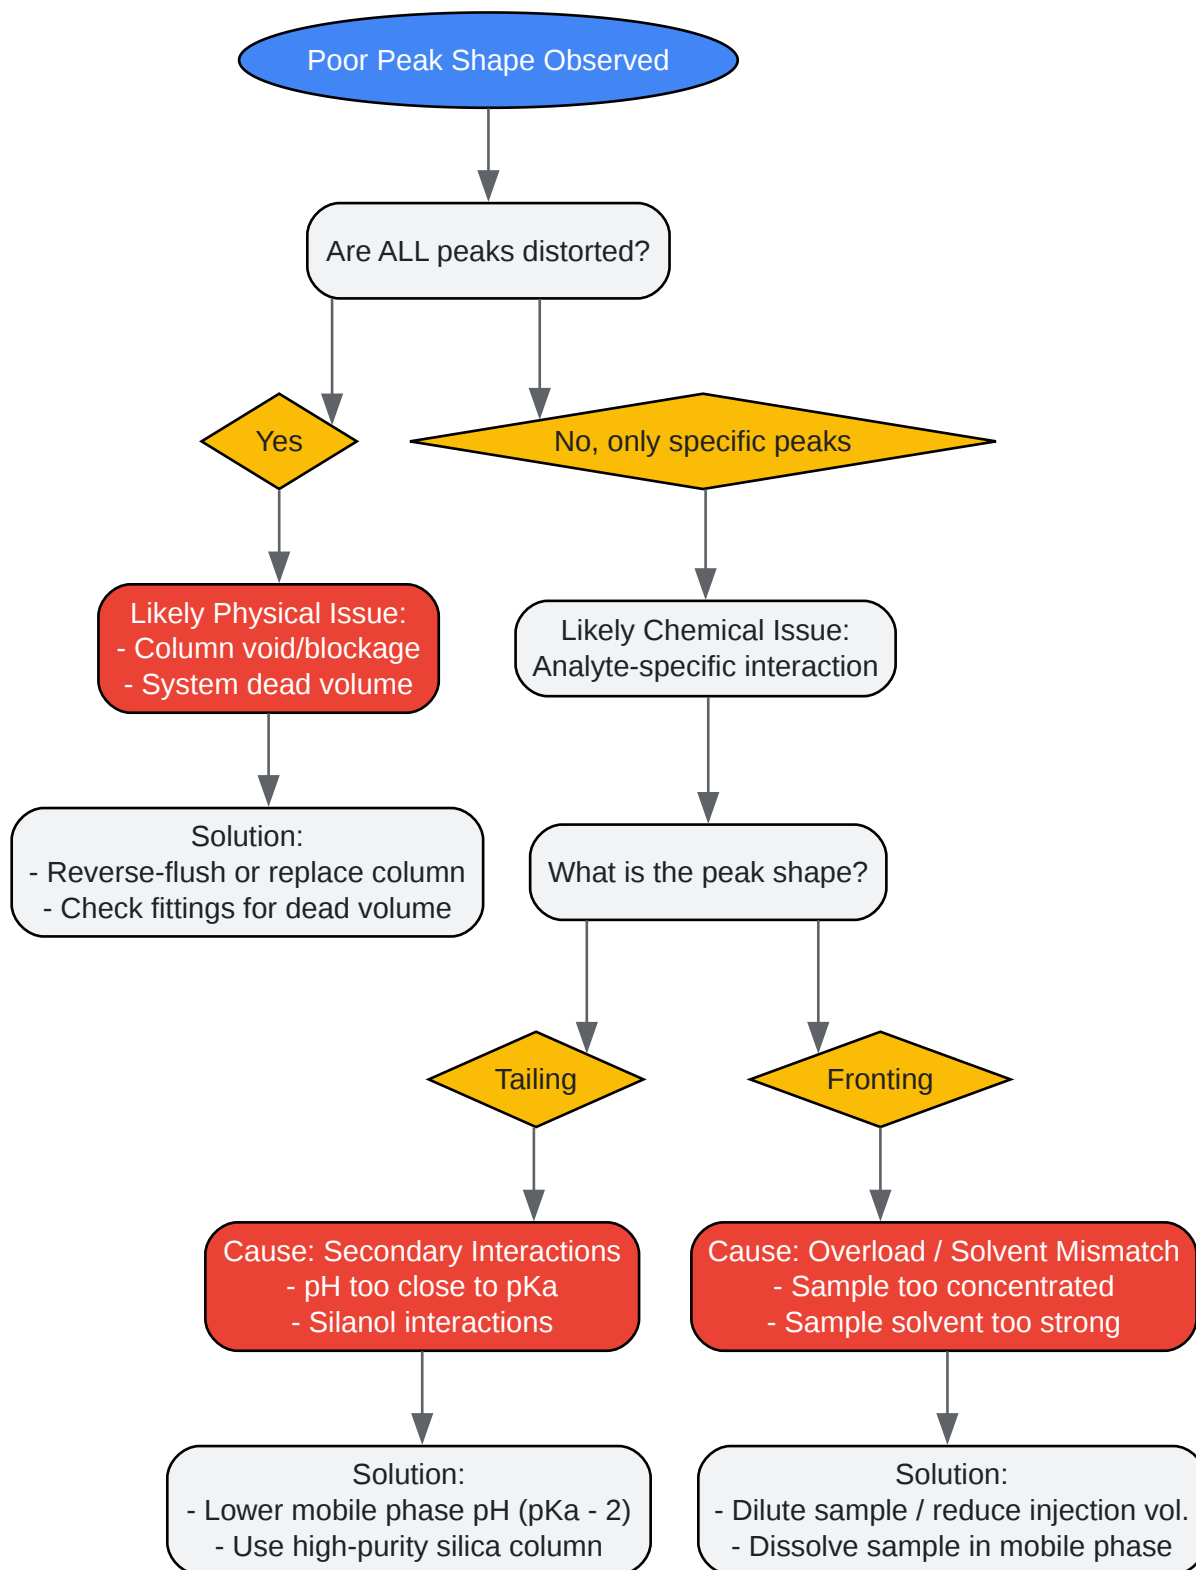 Poor Peak Shape Observed
Are ALL peaks distorted?
Yes
No, only specific peaks
Likely Physical Issue:
- Column void/blockage
- System dead volume
Likely Chemical Issue:
Analyte-specific interaction
Solution:
- Reverse-flush or replace column
- Check fittings for dead volume
What is the peak shape?
Tailing
Fronting
Cause: Secondary Interactions
- pH too close to pKa
- Silanol interactions
Cause: Overload / Solvent Mismatch
- Sample too concentrated
- Sample solvent too strong
Solution:
- Lower mobile phase pH (pKa - 2)
- Use high-purity silica column
Solution:
- Dilute sample / reduce injection vol.
- Dissolve sample in mobile phase